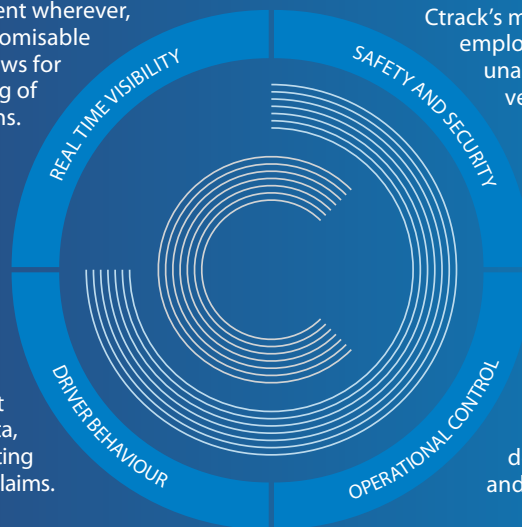 ent wherever,
omisable
ws for
g of
ns.
Ctrack's m
emplo
una
ve
REAL TIME VISIBILITY
SAFETY AND SECURITY
DRIVER BEHAVIOUR
OPERATIONAL CONTROL
t
ta,
ting
laims.
d
and